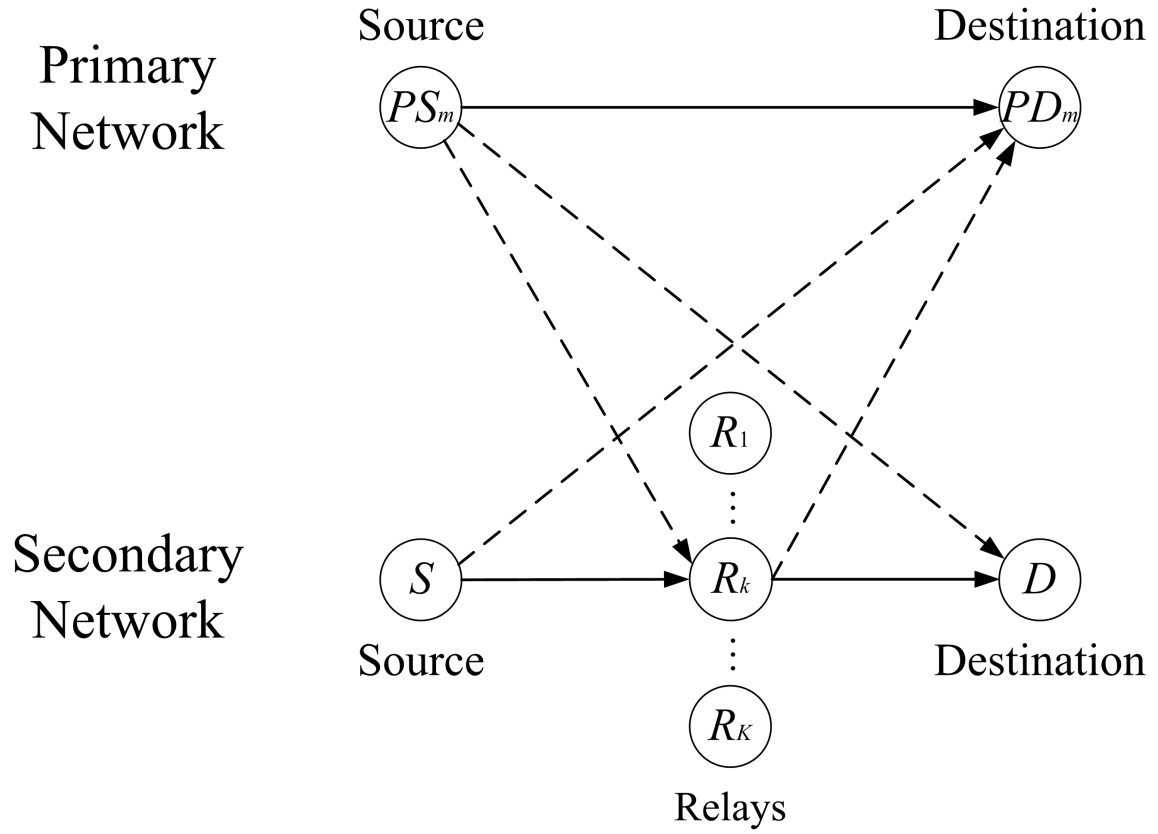 Source
Destination
Primary
Network
PSm
PDm
R1
Secondary
Network
S
Rk
D
Source
Destination
RK
Relays